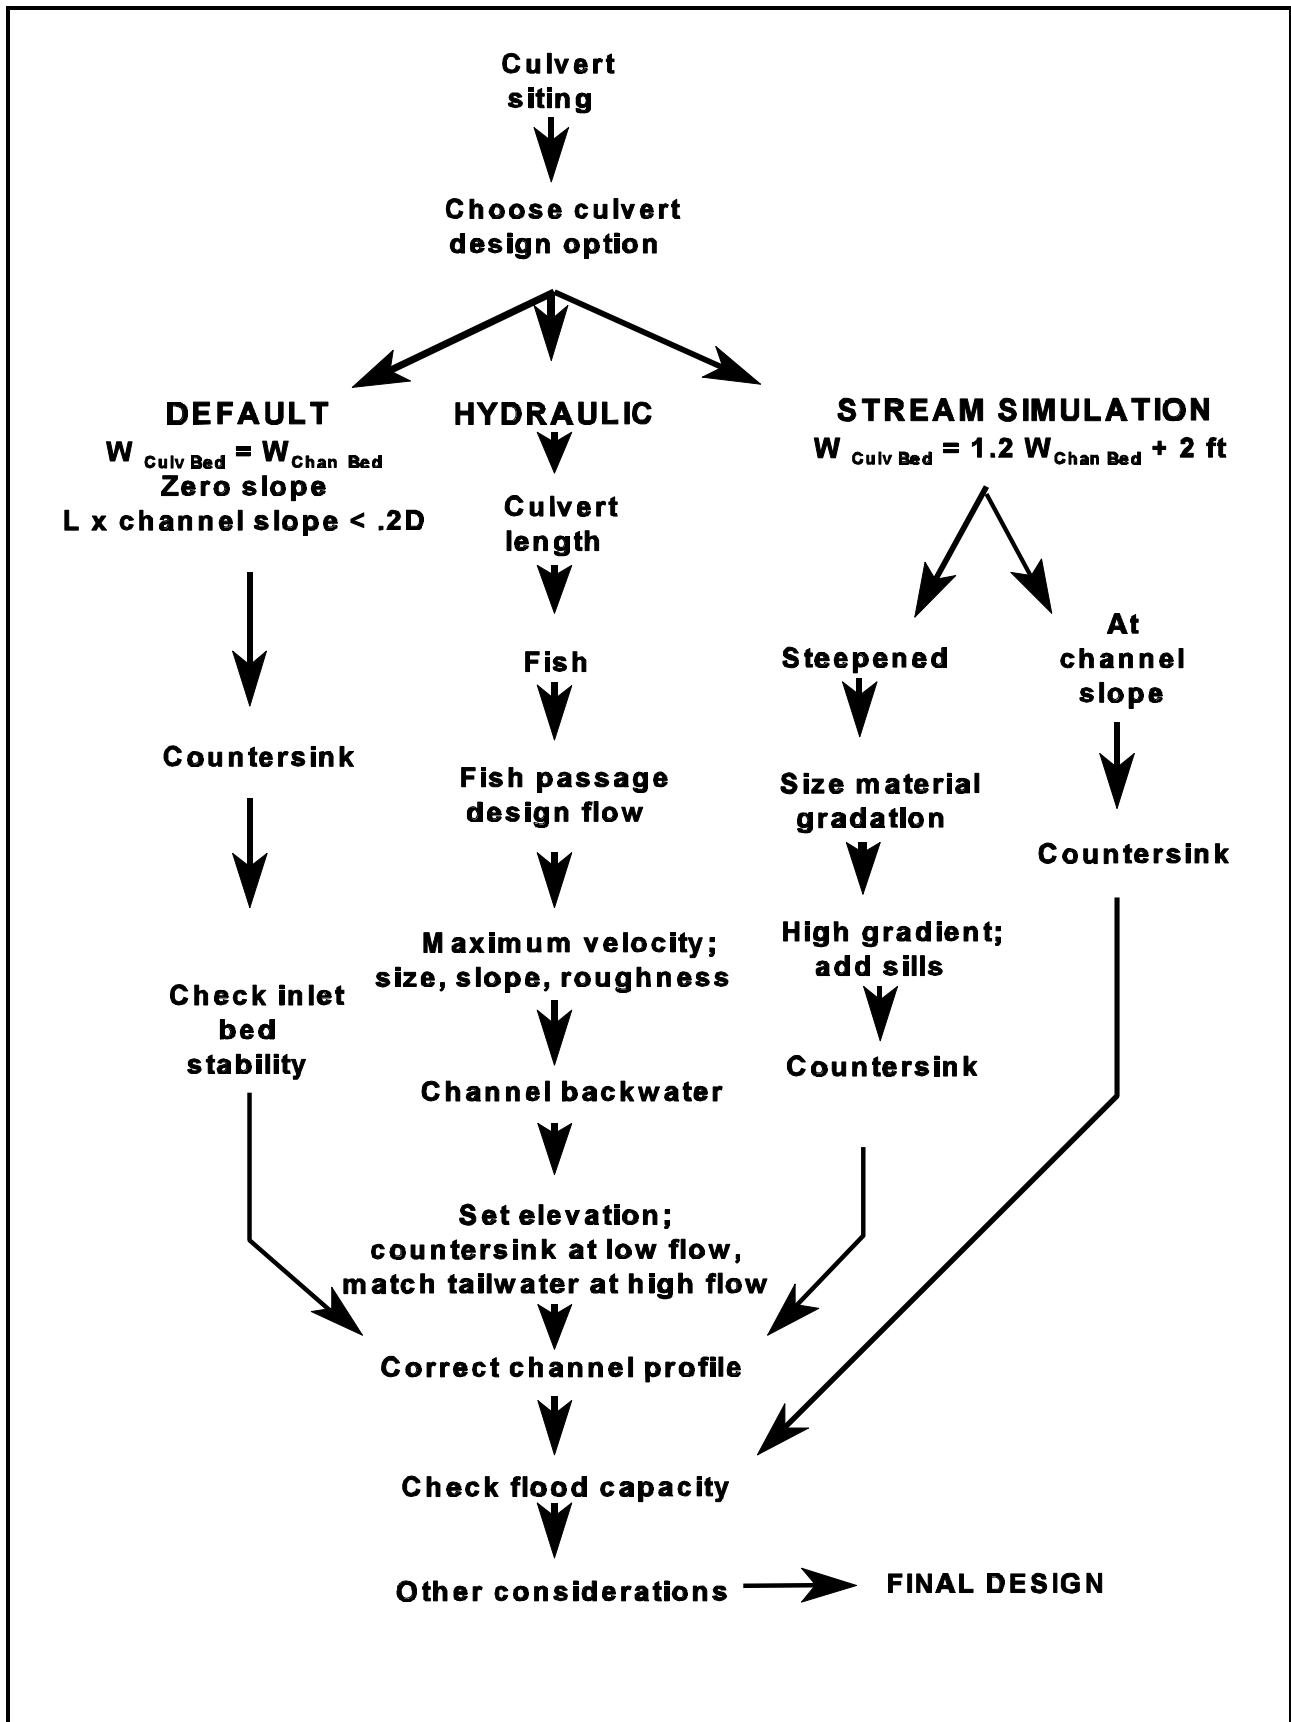 Culvert
siting
Choose culvert
design option
DEFAULT
W Culv Bed = W Chan Bed
Zero slope
L x channel slope < .2D
Countersink
Check inlet
bed
stability
HYDRAULIC
Culvert
length
Fish
Fish passage
design flow
Maximum velocity;
size, slope, roughness
Channel backwater
Set elevation;
countersink at low flow,
match tailwater at high flow
STREAM SIMULATION
W Culv Bed = 1.2 W Chan Bed + 2 ft
Steepened
Size material
gradation
High gradient;
add sills
Countersink
At
channel
slope
Countersink
Correct channel profile
Check flood capacity
Other considerations
FINAL DESIGN